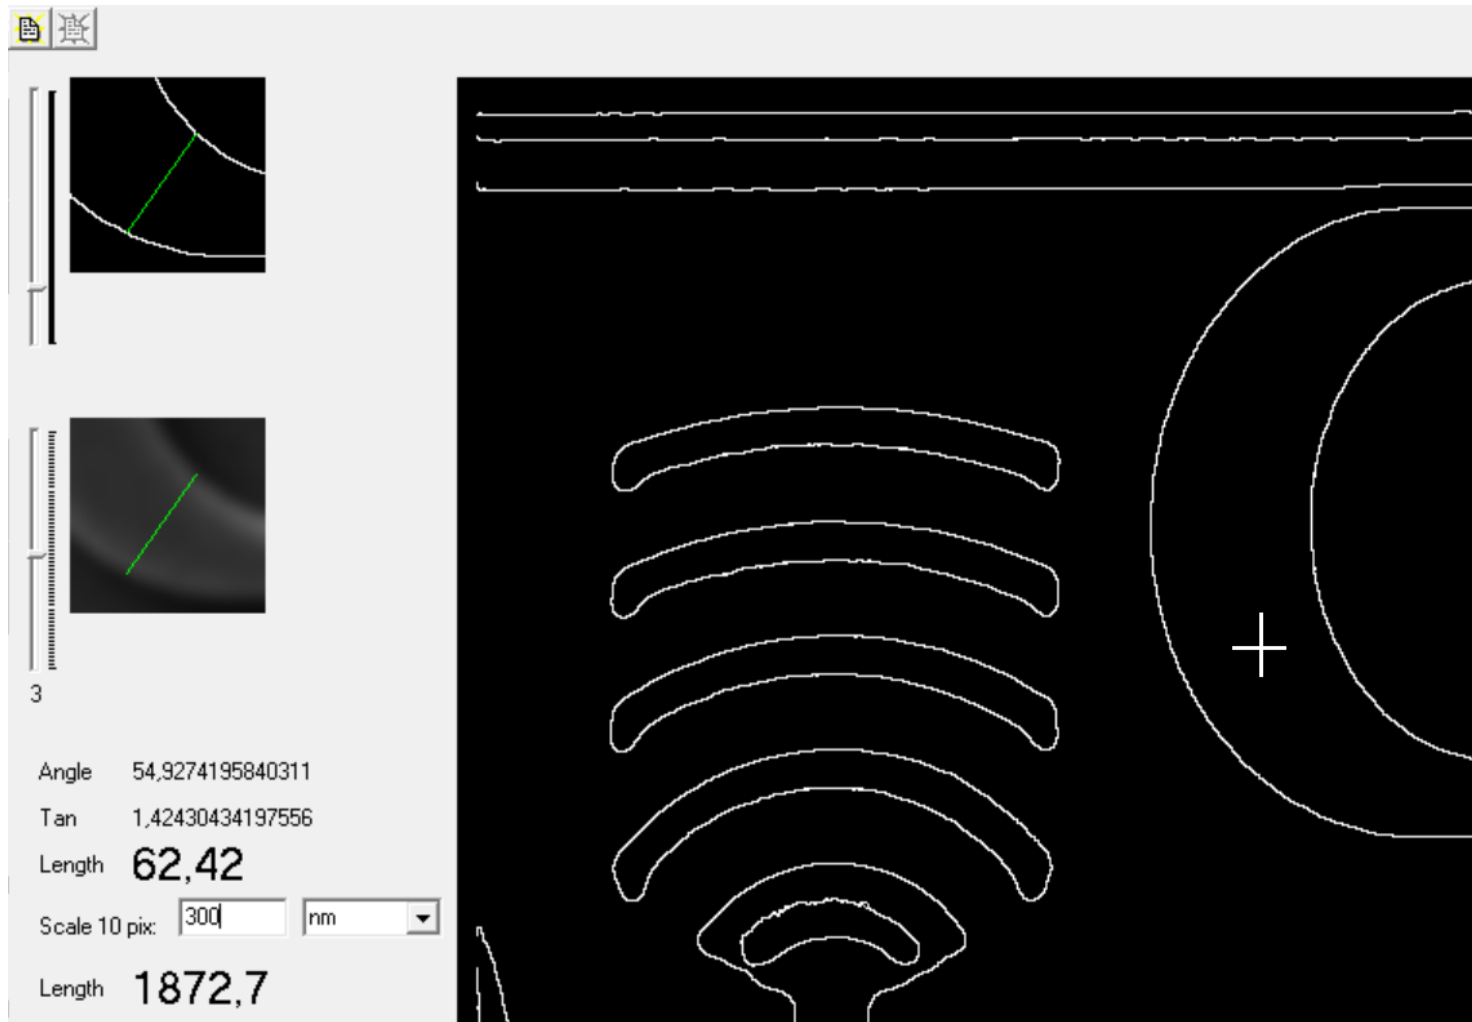 3
Angle 54,9274195840311
Tan 1,42430434197556
Length 62,42
Scale 10 pix: 300 nm
Length 1872,7